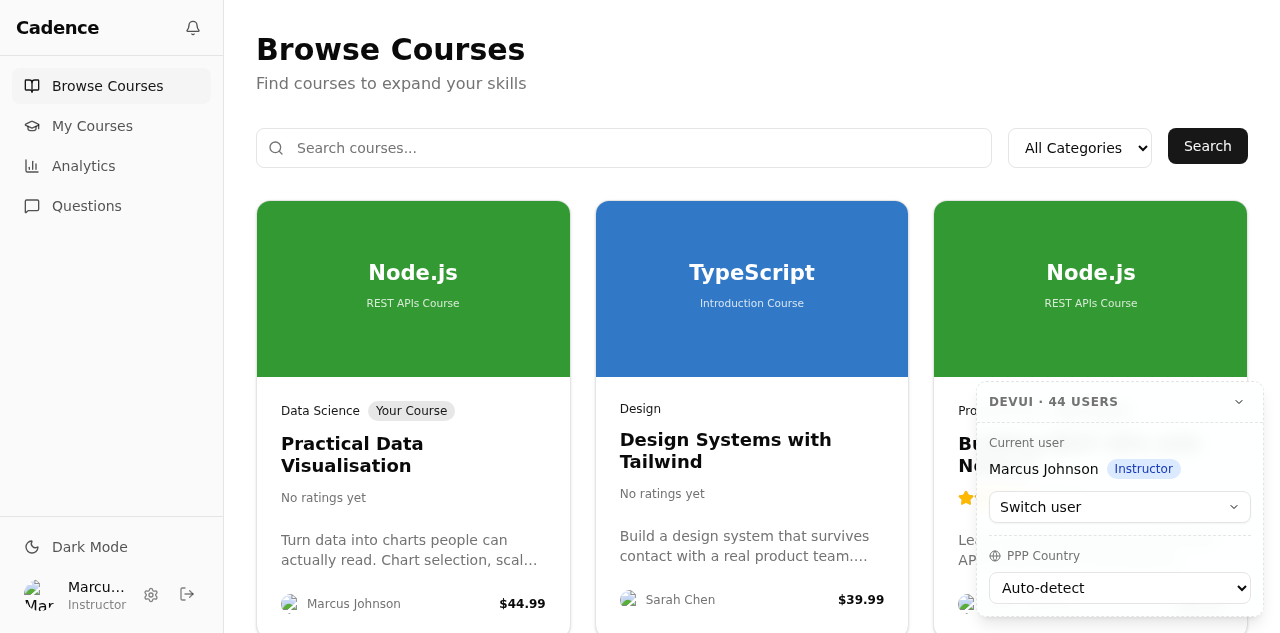 Cadence
Browse Courses
My Courses
Analytics
Questions
Dark Mode
Marcu...
Instructor
Browse Courses
Find courses to expand your skills
Search courses...
All Categories
Search
Node.js
REST APIs Course
Data Science
Your Course
Practical Data
Visualisation
No ratings yet
Turn data into charts people can
actually read. Chart selection, scal...
Marcus Johnson
$44.99
TypeScript
Introduction Course
Design
Design Systems with
Tailwind
No ratings yet
Build a design system that survives
contact with a real product team....
Sarah Chen
$39.99
Node.js
REST APIs Course
DEVUI · 44 USERS
Current user
Marcus Johnson
Instructor
Switch user
PPP Country
Auto-detect